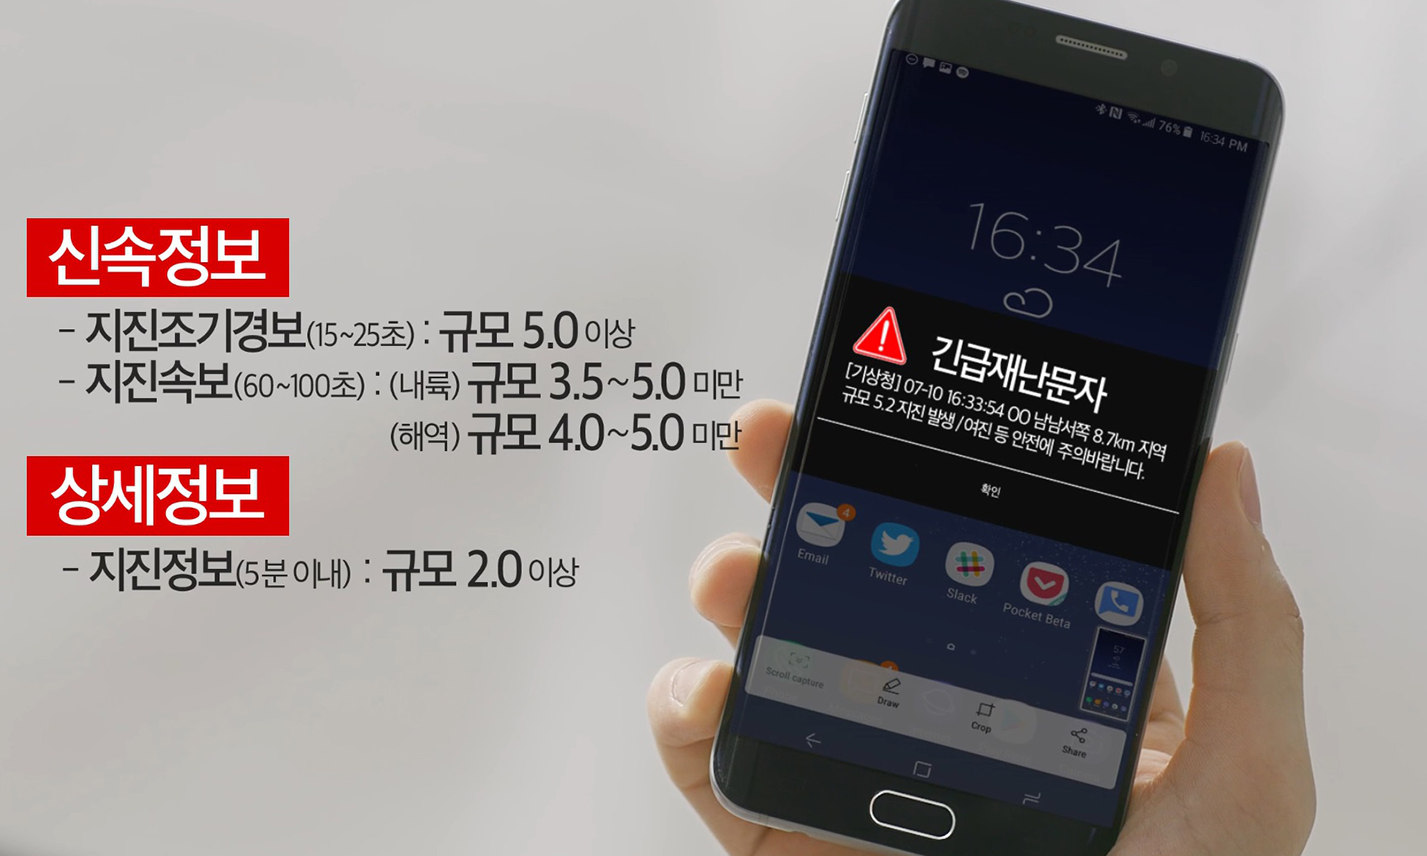 신속정보
- 지진조기경보(15~25초) : 규모 5.0 이상
- 지진속보(60~100초) : (내륙) 규모 3.5~5.0 미만
(해역) 규모 4.0~5.0 미만
상세정보
- 지진정보(5분 이내) : 규모 2.0 이상
76% 16:34 PM
16:34
긴급재난문자
[기상청] 07-10 16:33:54 OO 남남서쪽 8.7km 지역
규모 5.2 지진 발생 / 여진 등 안전에 주의바랍니다.
확인
4
Email
Twitter
Slack
Pocket Beta
57
Scroll capture
Draw
Crop
Share